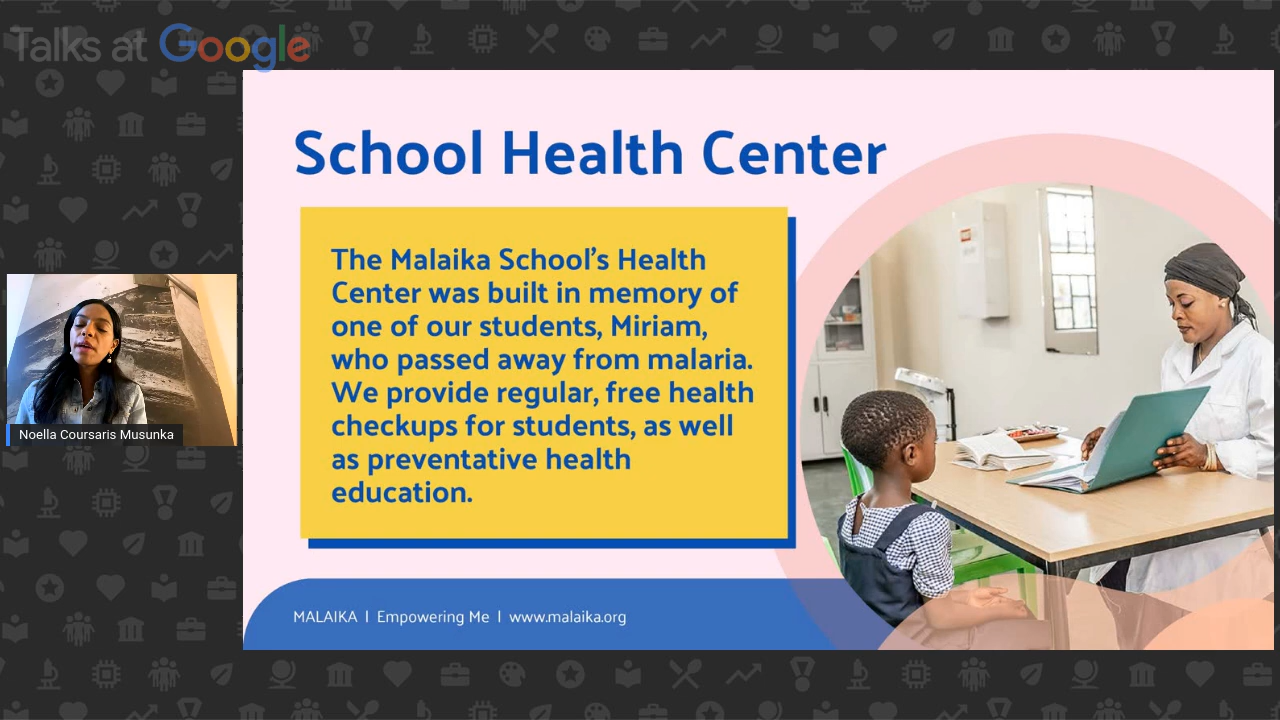 Talks at Google
School Health Center
The Malaika School’s Health
Center was built in memory of
one of our students, Miriam,
who passed away from malaria.
We provide regular, free health
checkups for students, as well
as preventative health
education.
Noella Coursaris Musunka
MALAIKA I Empowering Me I www.malaika.org